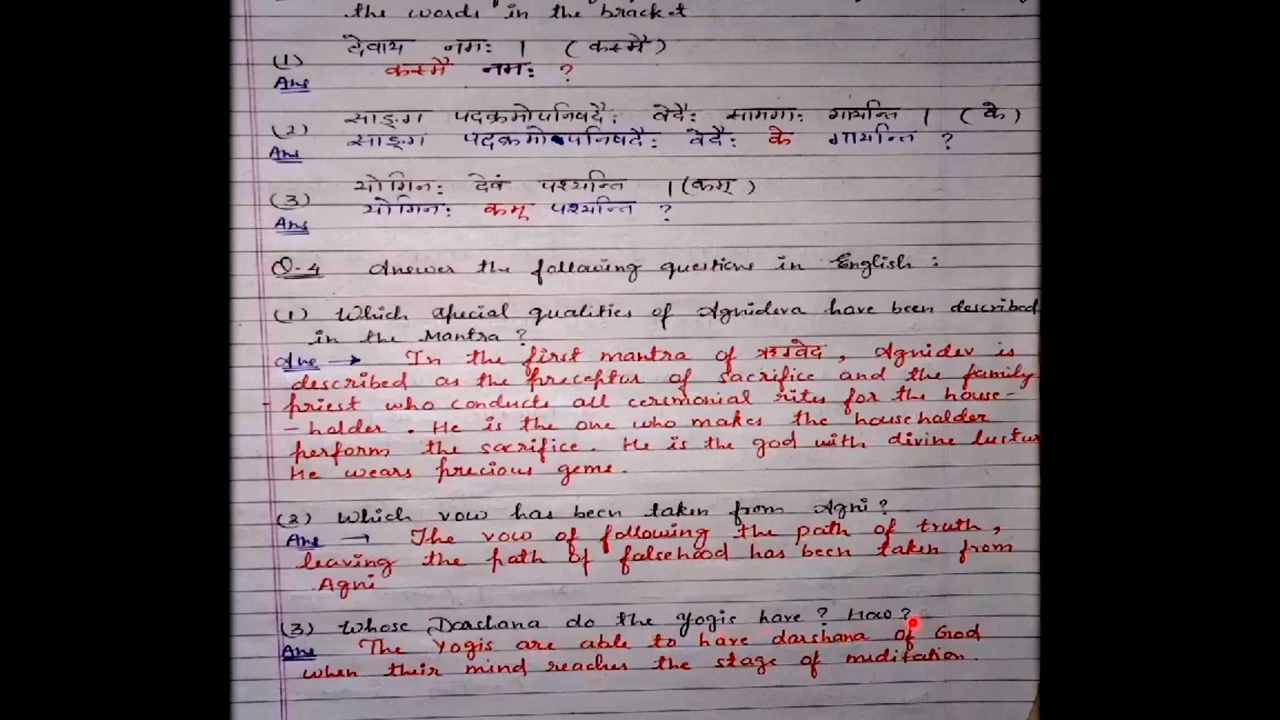 the words in the bracket
(1) देवाय नमः । (कस्मै)
Ans कस्मै नमः ?
(2) साङ्ग पदक्रमोपनिषदैः वेदैः सामगाः गायन्ति । (के)
Ans साङ्ग पदक्रमोपनिषदैः वेदैः के गायन्ति ?
(3) योगिनः देवं पश्यन्ति । (कम्)
Ans योगिनः कम् पश्यन्ति ?
Q-4 Answer the following questions in English :
(1) Which special qualities of Agnideva have been described
in the Mantra ?
Ans → In the first mantra of ऋग्वेद, Agnidev is
described as the preceptor of sacrifice and the family
priest who conducts all ceremonial rites for the house-
-holder. He is the one who makes the householder
perform the sacrifice. He is the god with divine
He wears precious gems.
(2) Which vow has been taken from Agni ?
Ans → The vow of following the path of truth,
leaving the path of falsehood has been taken from
Agni
(3) Whose Darshana do the Yogis have ? How ?
Ans The Yogis are able to have darshana of God
when their mind reaches the stage of meditation.